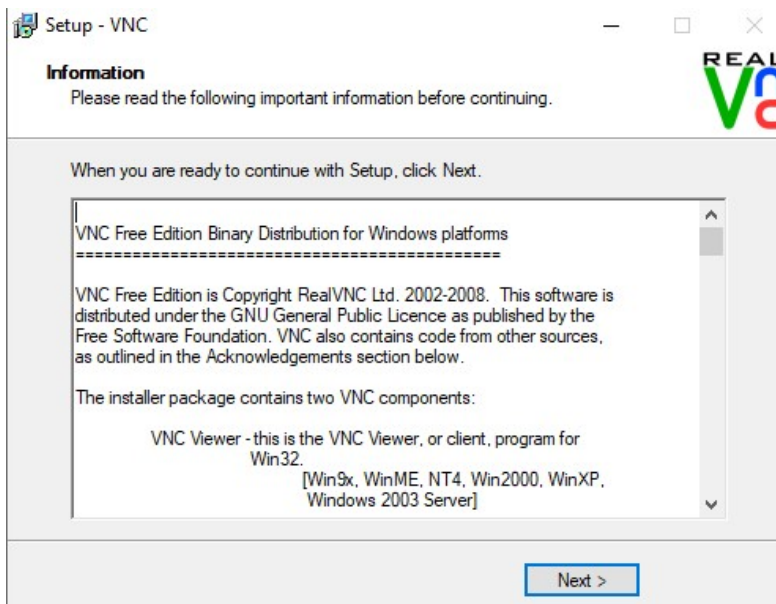 Setup - VNC
Information
Please read the following important information before continuing.
REAL
VNC
When you are ready to continue with Setup, click Next.
VNC Free Edition Binary Distribution for Windows platforms
=============================================
VNC Free Edition is Copyright RealVNC Ltd. 2002-2008.  This software is
distributed under the GNU General Public Licence as published by the
Free Software Foundation. VNC also contains code from other sources,
as outlined in the Acknowledgements section below.
The installer package contains two VNC components:
VNC Viewer - this is the VNC Viewer, or client, program for
Win32.
[Win9x, WinME, NT4, Win2000, WinXP,
Windows 2003 Server]
Next >